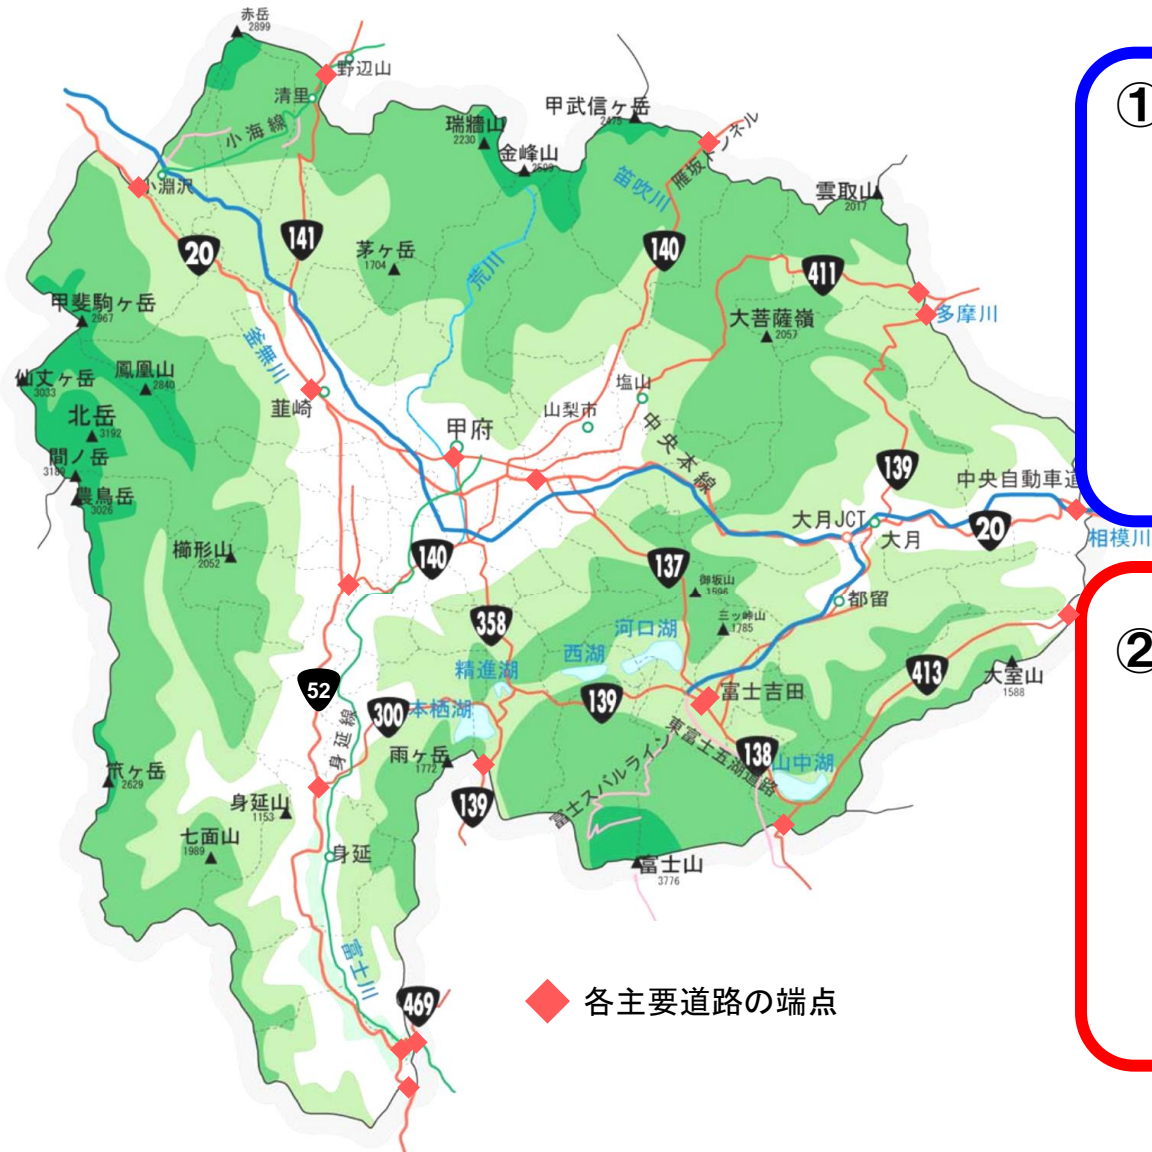 赤岳
2899
野辺山
清里
小海線
甲武信ヶ岳
2475
瑞牆山
2230
金峰山
2599
雁坂トンネル
笛吹川
小淵沢
雲取山
2017
20
141
茅ヶ岳
1704
荒川
140
411
甲斐駒ヶ岳
2967
大菩薩嶺
2057
多摩川
釜無川
仙丈ヶ岳
3033
鳳凰山
2840
韮崎
塩山
山梨市
北岳
3192
甲府
中央本線
間ノ岳
3189
農鳥岳
3026
139
中央自動車道
大月JCT
20
大月
相模川
櫛形山
2052
140
137
御坂山
1596
都留
358
三ッ峠山
1785
河口湖
西湖
精進湖
413
大室山
1588
52
300
本栖湖
139
富士吉田
身延線
雨ヶ岳
1772
東富士五湖道路
138
山中湖
富士スバルライン
笊ヶ岳
2629
身延山
1153
139
七面山
1989
身延
富士山
3776
富士川
469
各主要道路の端点
①
②